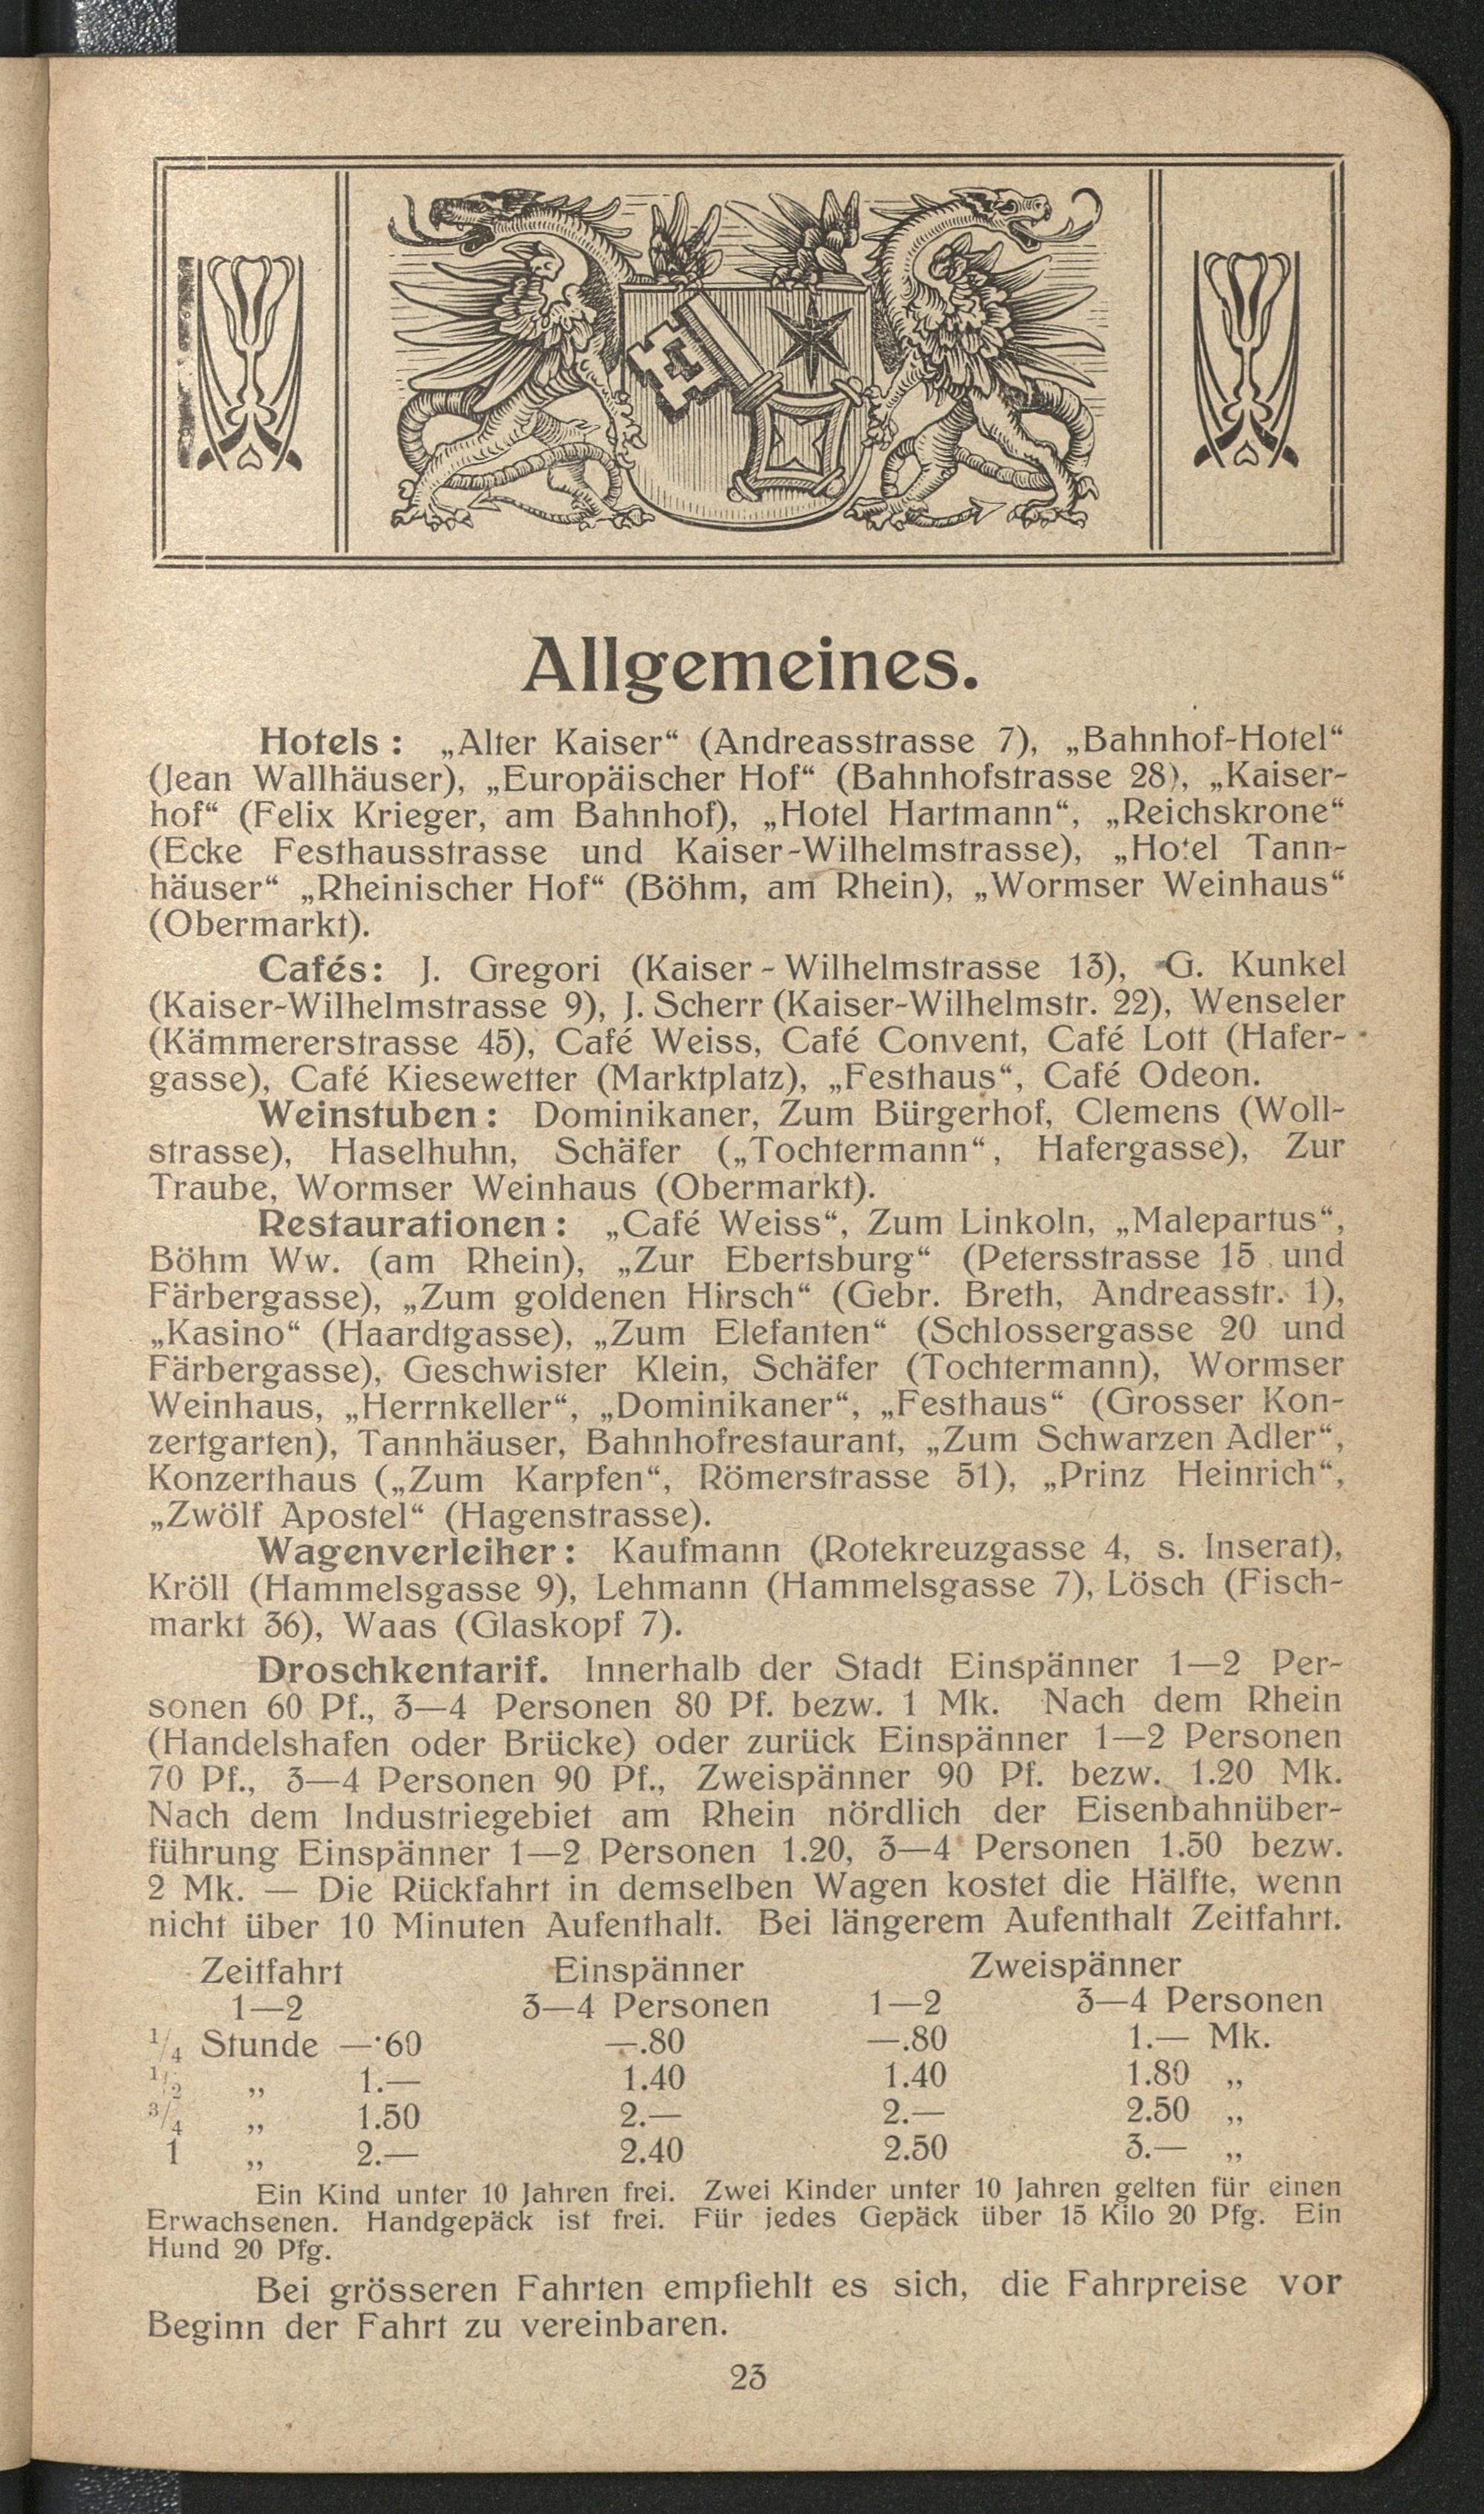 Allgemeines.
Hotels: „Alter Kaiser“ (Andreasstrasse 7), „Bahnhof-Hotel“
(Jean Wallhäuser), „Europäischer Hof“ (Bahnhofstrasse 28), „Kaiser-
hof“ (Felix Krieger, am Bahnhof), „Hotel Hartmann“, „Reichskrone“
(Ecke Festhausstrasse und Kaiser-Wilhelmstrasse), „Hotel Tann-
häuser“ „Rheinischer Hof“ (Böhm, am Rhein), „Wormser Weinhaus“
(Obermarkt).
Cafés: J. Gregori (Kaiser-Wilhelmstrasse 13), G. Kunkel
(Kaiser-Wilhelmstrasse 9), J. Scherr (Kaiser-Wilhelmstr. 22), Wenseler
(Kämmererstrasse 45), Café Weiss, Café Convent, Café Lott (Hafer-
gasse), Café Kiesewetter (Marktplatz), „Festhaus“, Café Odeon.
Weinstuben: Dominikaner, Zum Bürgerhof, Clemens (Woll-
strasse), Haselhuhn, Schäfer („Tochtermann“, Hafergasse), Zur
Traube, Wormser Weinhaus (Obermarkt).
Restaurationen: „Café Weiss“, Zum Linkoln, „Malepartus“,
Böhm Ww. (am Rhein), „Zur Ebertsburg“ (Petersstrasse 15 und
Färbergasse), „Zum goldenen Hirsch“ (Gebr. Breth, Andreasstr. 1),
„Kasino“ (Haardtgasse), „Zum Elefanten“ (Schlossergasse 20 und
Färbergasse), Geschwister Klein, Schäfer (Tochtermann), Wormser
Weinhaus, „Herrnkeller“, „Dominikaner“, „Festhaus“ (Grosser Kon-
zertgarten), Tannhäuser, Bahnhofrestaurant, „Zum Schwarzen Adler“,
Konzerthaus („Zum Karpfen“, Römerstrasse 51), „Prinz Heinrich“,
„Zwölf Apostel“ (Hagenstrasse).
Wagenverleiher: Kaufmann (Rotekreuzgasse 4, s. Inserat),
Kröll (Hammelsgasse 9), Lehmann (Hammelsgasse 7), Lösch (Fisch-
markt 36), Waas (Glaskopf 7).
Droschkentarif. Innerhalb der Stadt Einspänner 1—2 Per-
sonen 60 Pf., 3—4 Personen 80 Pf. bezw. 1 Mk. Nach dem Rhein
(Handelshafen oder Brücke) oder zurück Einspänner 1—2 Personen
70 Pf., 3—4 Personen 90 Pf., Zweispänner 90 Pf. bezw. 1.20 Mk.
Nach dem Industriegebiet am Rhein nördlich der Eisenbahnüber-
führung Einspänner 1—2 Personen 1.20, 3—4 Personen 1.50 bezw.
2 Mk. — Die Rückfahrt in demselben Wagen kostet die Hälfte, wenn
nicht über 10 Minuten Aufenthalt. Bei längerem Aufenthalt Zeitfahrt.
Zeitfahrt Einspänner Zweispänner
1—2 3—4 Personen 1—2 3—4 Personen
1/4 Stunde —.60 —.80 —.80 1.— Mk.
1/2 „ 1.— 1.40 1.40 1.80 „
3/4 „ 1.50 2.— 2.— 2.50 „
1 „ 2.— 2.40 2.50 3.— „
Ein Kind unter 10 Jahren frei. Zwei Kinder unter 10 Jahren gelten für einen
Erwachsenen. Handgepäck ist frei. Für jedes Gepäck über 15 Kilo 20 Pfg. Ein
Hund 20 Pfg.
Bei grösseren Fahrten empfiehlt es sich, die Fahrpreise vor
Beginn der Fahrt zu vereinbaren.
23